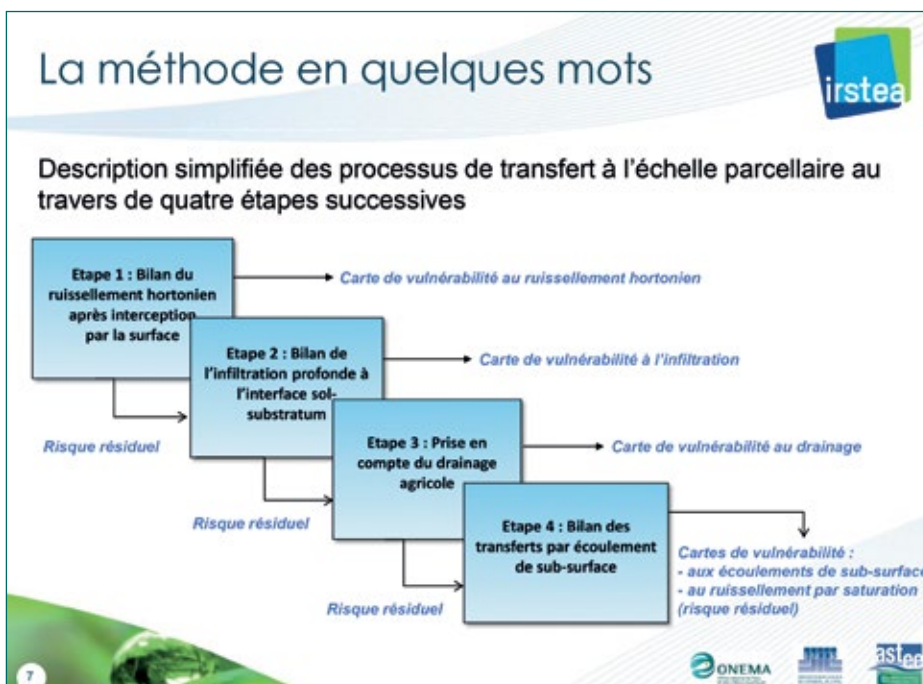 La méthode en quelques mots
irstea
Description simplifiée des processus de transfert à l'échelle parcellaire au
travers de quatre étapes successives
Etape 1 : Bilan du
ruissellement hortonien
après interception
par la surface
Carte de vulnérabilité au ruissellement hortonien
Risque résiduel
Etape 2 : Bilan de
l'infiltration profonde à
l'interface sol-
substratum
Carte de vulnérabilité à l'infiltration
Risque résiduel
Etape 3 : Prise en
compte du drainage
agricole
Carte de vulnérabilité au drainage
Risque résiduel
Etape 4 : Bilan des
transferts par écoulement
de sub-surface
Cartes de vulnérabilité :
- aux écoulements de sub-surface
- au ruissellement par saturation
(risque résiduel)
7
ONEMA
astee